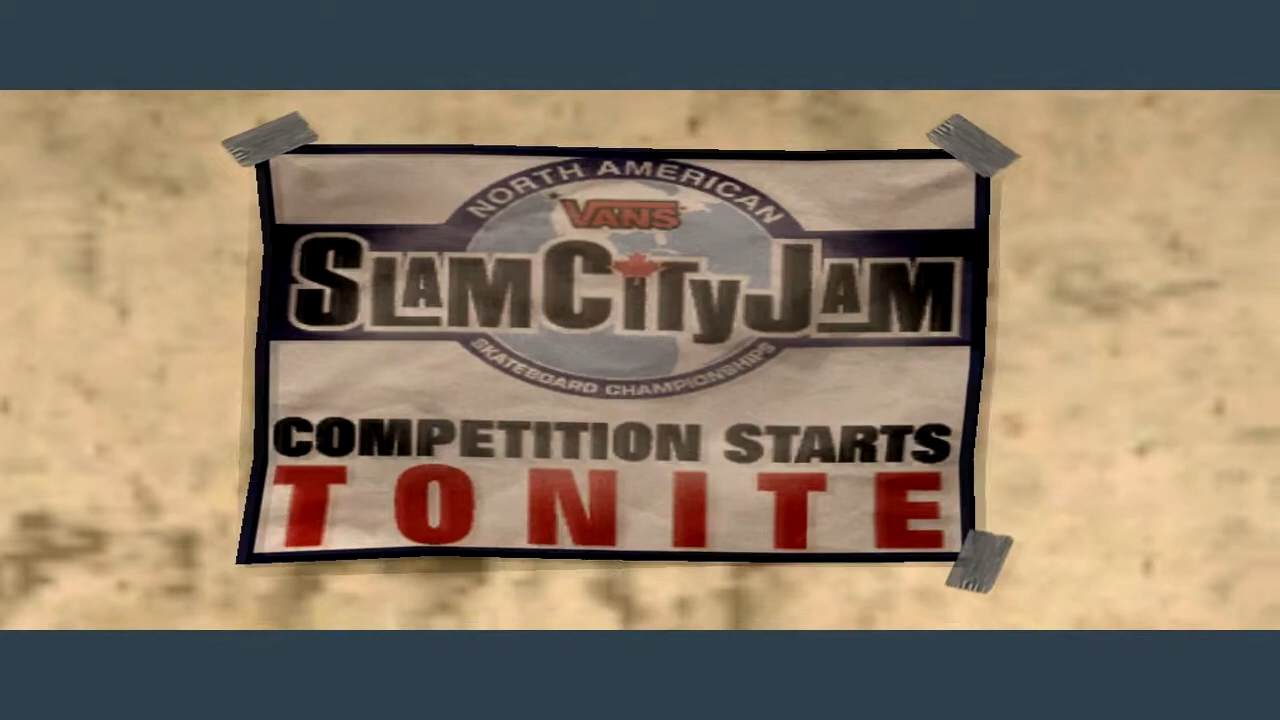 NORTH AMERICAN
VANS
SLAMCITYJAM
SKATEBOARD CHAMPIONSHIPS
COMPETITION STARTS
TONITE